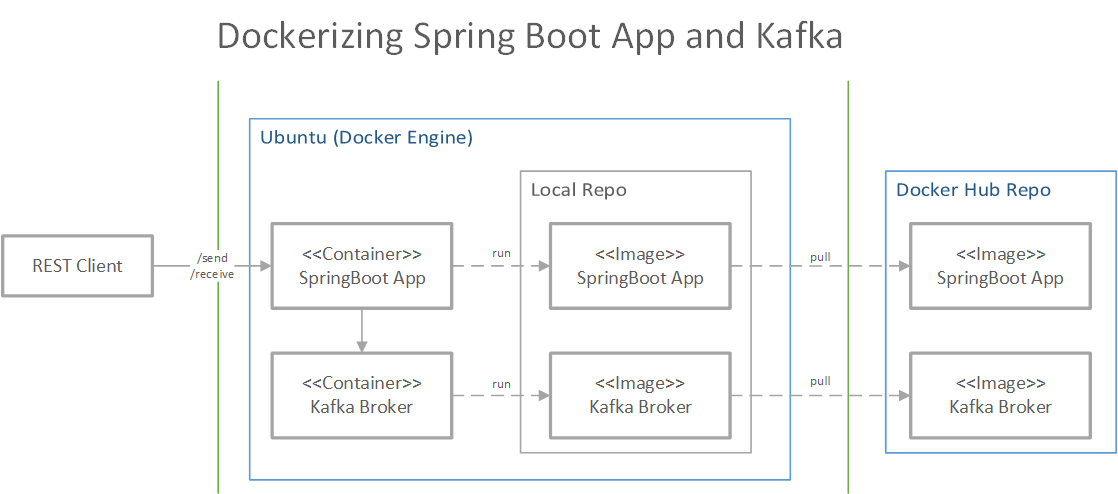 Dockerizing Spring Boot App and Kafka
Ubuntu (Docker Engine)
Local Repo
Docker Hub Repo
REST Client
/send
/receive
<<Container>>
SpringBoot App
run
<<Image>>
SpringBoot App
pull
<<Image>>
SpringBoot App
<<Container>>
Kafka Broker
run
<<Image>>
Kafka Broker
pull
<<Image>>
Kafka Broker